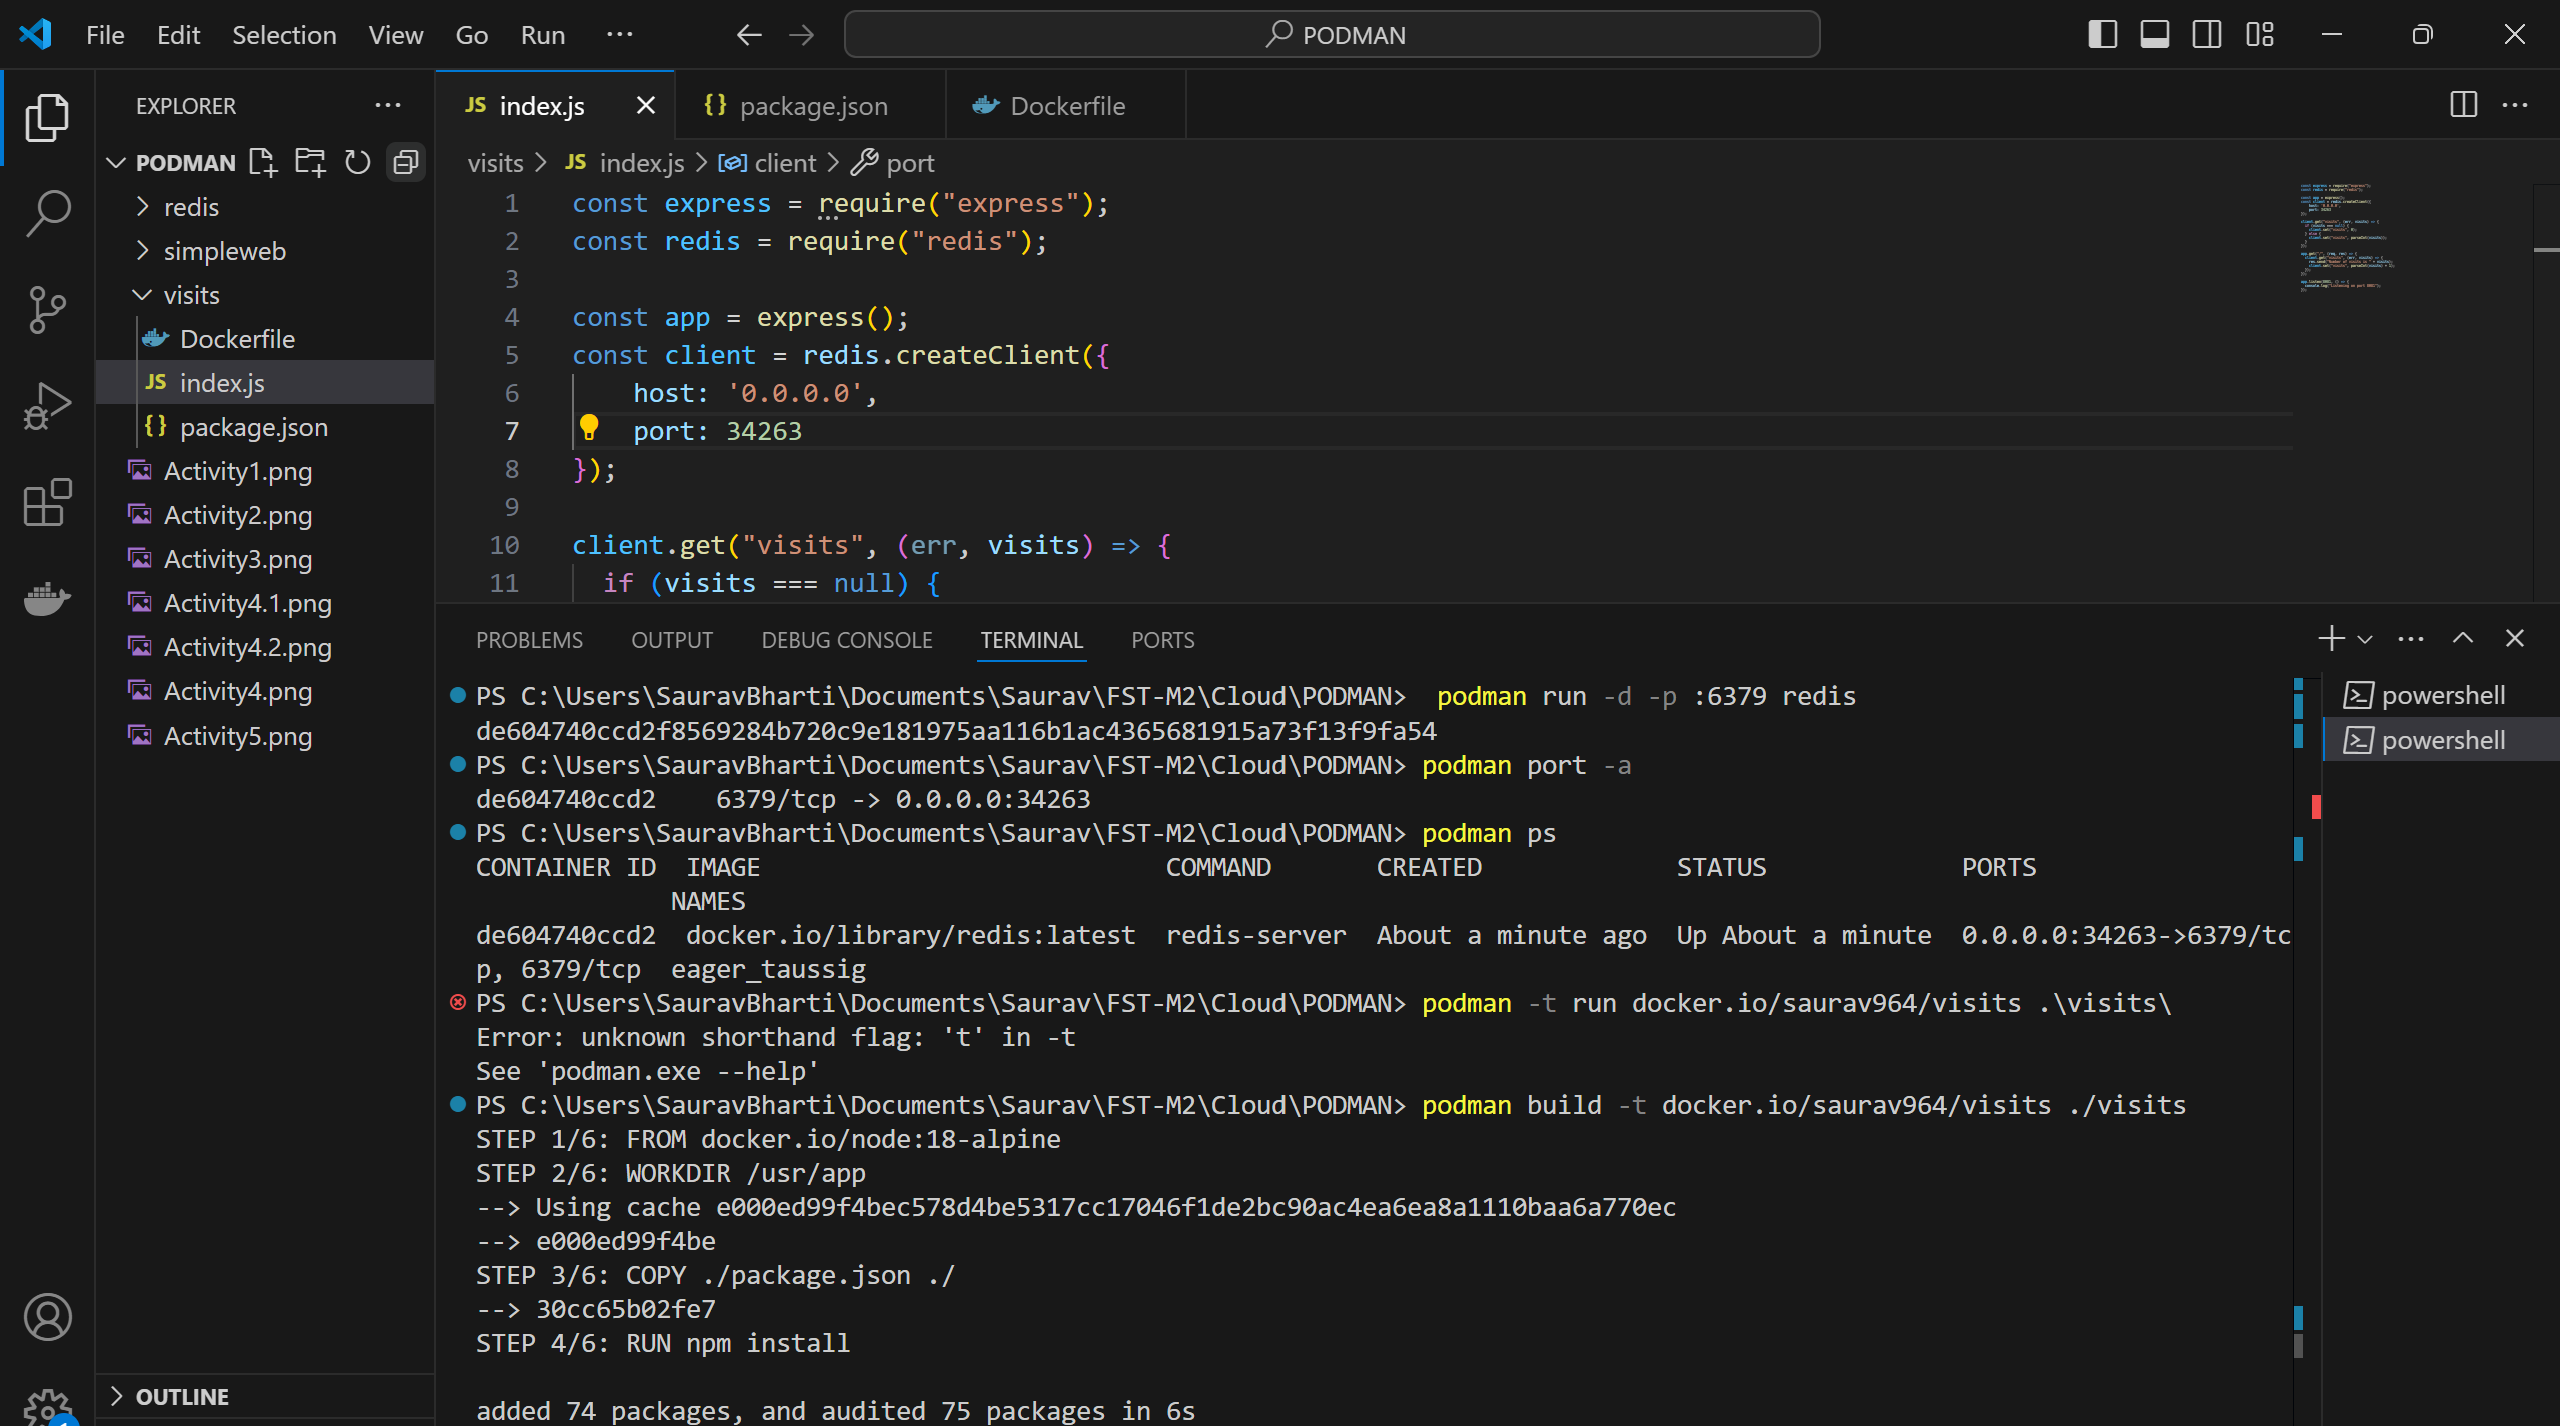 File Edit Selection View Go Run ··· PODMAN
EXPLORER
PODMAN
redis
simpleweb
visits
Dockerfile
JS index.js
{} package.json
Activity1.png
Activity2.png
Activity3.png
Activity4.1.png
Activity4.2.png
Activity4.png
Activity5.png
OUTLINE
JS index.js
{} package.json
Dockerfile
visits > JS index.js > client > port
1 const express = require("express");
2 const redis = require("redis");
3
4 const app = express();
5 const client = redis.createClient({
6 host: '0.0.0.0',
7 port: 34263
8 });
9
10 client.get("visits", (err, visits) => {
11 if (visits === null) {
PROBLEMS OUTPUT DEBUG CONSOLE TERMINAL PORTS
PS C:\Users\SauravBharti\Documents\Saurav\FST-M2\Cloud\PODMAN>  podman run -d -p :6379 redis
de604740ccd2f8569284b720c9e181975aa116b1ac4365681915a73f13f9fa54
PS C:\Users\SauravBharti\Documents\Saurav\FST-M2\Cloud\PODMAN> podman port -a
de604740ccd2    6379/tcp -> 0.0.0.0:34263
PS C:\Users\SauravBharti\Documents\Saurav\FST-M2\Cloud\PODMAN> podman ps
CONTAINER ID  IMAGE  COMMAND  CREATED  STATUS  PORTS
NAMES
de604740ccd2  docker.io/library/redis:latest  redis-server  About a minute ago  Up About a minute  0.0.0.0:34263->6379/tc
p, 6379/tcp  eager_taussig
PS C:\Users\SauravBharti\Documents\Saurav\FST-M2\Cloud\PODMAN> podman -t run docker.io/saurav964/visits .\visits\
Error: unknown shorthand flag: 't' in -t
See 'podman.exe --help'
PS C:\Users\SauravBharti\Documents\Saurav\FST-M2\Cloud\PODMAN> podman build -t docker.io/saurav964/visits ./visits
STEP 1/6: FROM docker.io/node:18-alpine
STEP 2/6: WORKDIR /usr/app
--> Using cache e000ed99f4bec578d4be5317cc17046f1de2bc90ac4ea6ea8a1110baa6a770ec
--> e000ed99f4be
STEP 3/6: COPY ./package.json ./
--> 30cc65b02fe7
STEP 4/6: RUN npm install
added 74 packages, and audited 75 packages in 6s
powershell
powershell